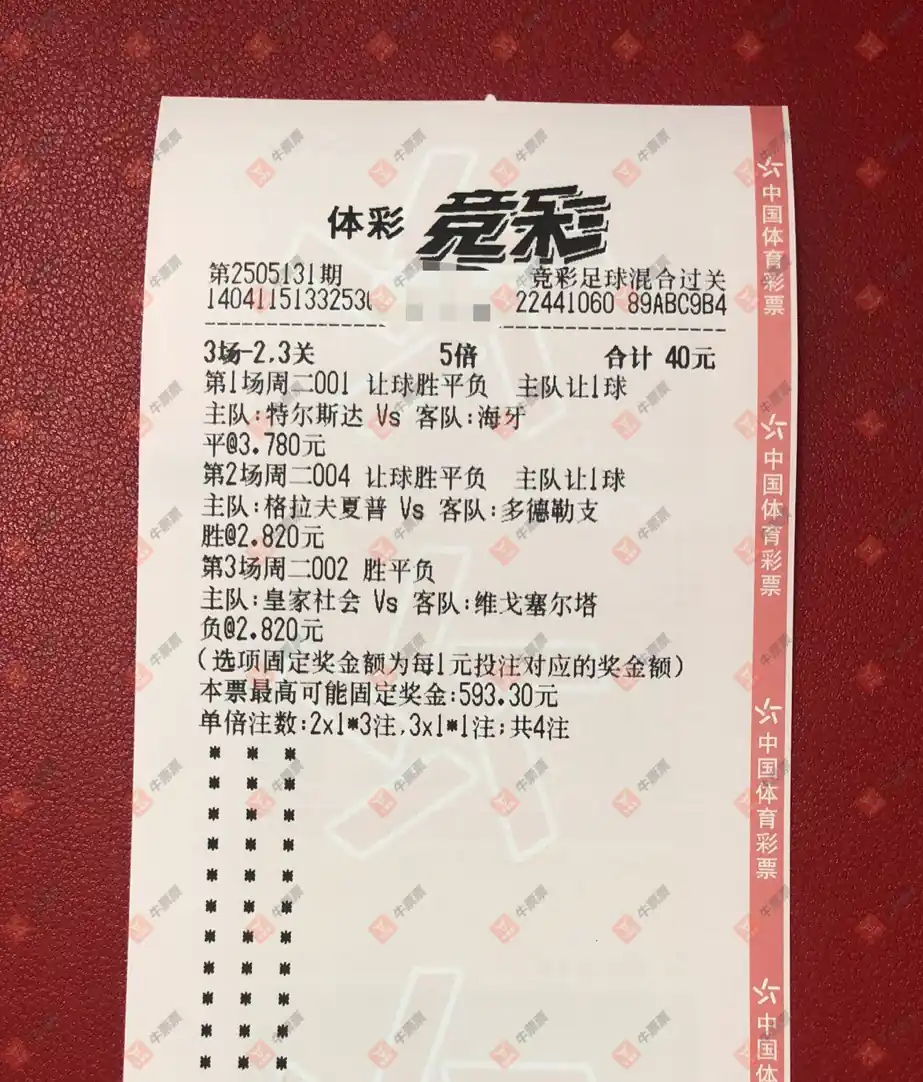 体彩 竞彩
第2505131期 竞彩足球混合过关
14041151332530 22441060 89ABC9B4
3场-2,3关 5倍 合计 40元
第1场周二001 让球胜平负 主队让1球
主队:特尔斯达 Vs 客队:海牙
平@3.780元
第2场周二004 让球胜平负 主队让1球
主队:格拉夫夏普 Vs 客队:多德勒支
胜@2.820元
第3场周二002 胜平负
主队:皇家社会 Vs 客队:维戈塞尔塔
负@2.820元
(选项固定奖金额为每1元投注对应的奖金额)
本票最高可能固定奖金:593.30元
单倍注数:2x1*3注,3x1*1注;共4注
中国体育彩票
中国体育彩票
中国体育彩票
中国体
牛票票